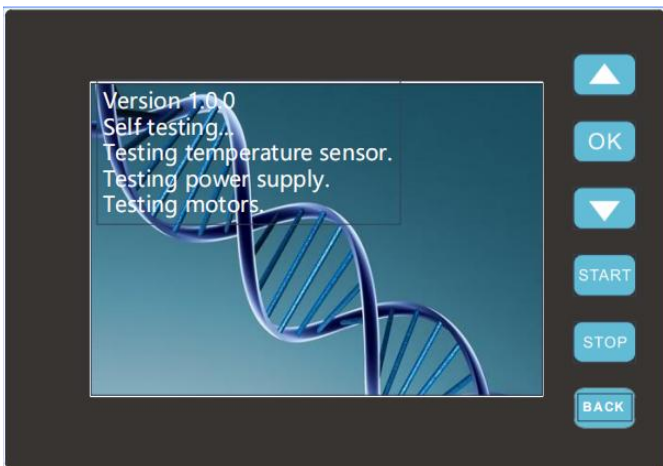 Version 1.0.0
Self testing...
Testing temperature sensor.
Testing power supply.
Testing motors.
OK
START
STOP
BACK